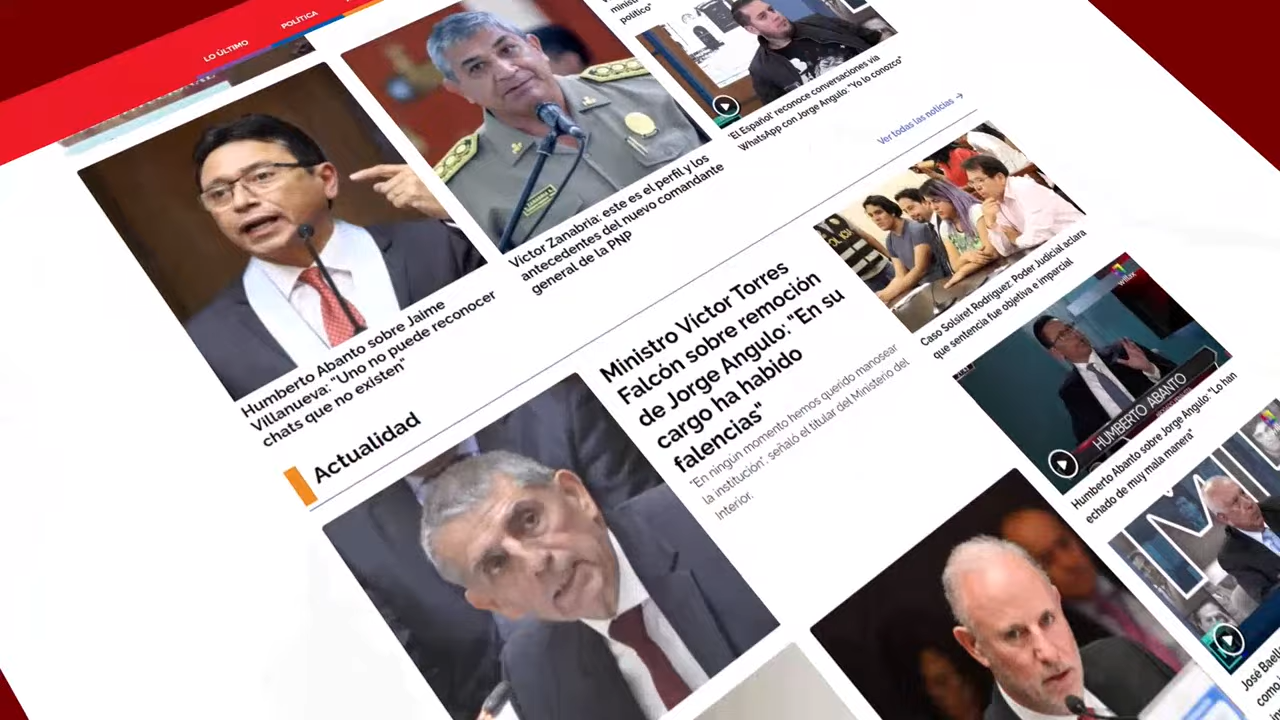 LO ÚLTIMO
POLÍTICA
Humberto Abanto sobre Jaime
Villanueva: "Uno no puede reconocer
chats que no existen"
Víctor Zanabria: este es el perfil y los
antecedentes del nuevo comandante
general de la PNP
político"
'El Español' reconoce conversaciones vía
WhatsApp con Jorge Angulo: "Yo lo conozco"
Ver todas las noticias →
Actualidad
Ministro Víctor Torres
Falcón sobre remoción
de Jorge Angulo: "En su
cargo ha habido
falencias"
"En ningún momento hemos querido manosear
la institución", señaló el titular del Ministerio del
Interior.
Caso Solsiret Rodríguez: Poder Judicial aclara
que sentencia fue objetiva e imparcial
willax
HUMBERTO ABANTO
Humberto Abanto sobre Jorge Angulo: "Lo han
echado de muy mala manera"
José Baella
como